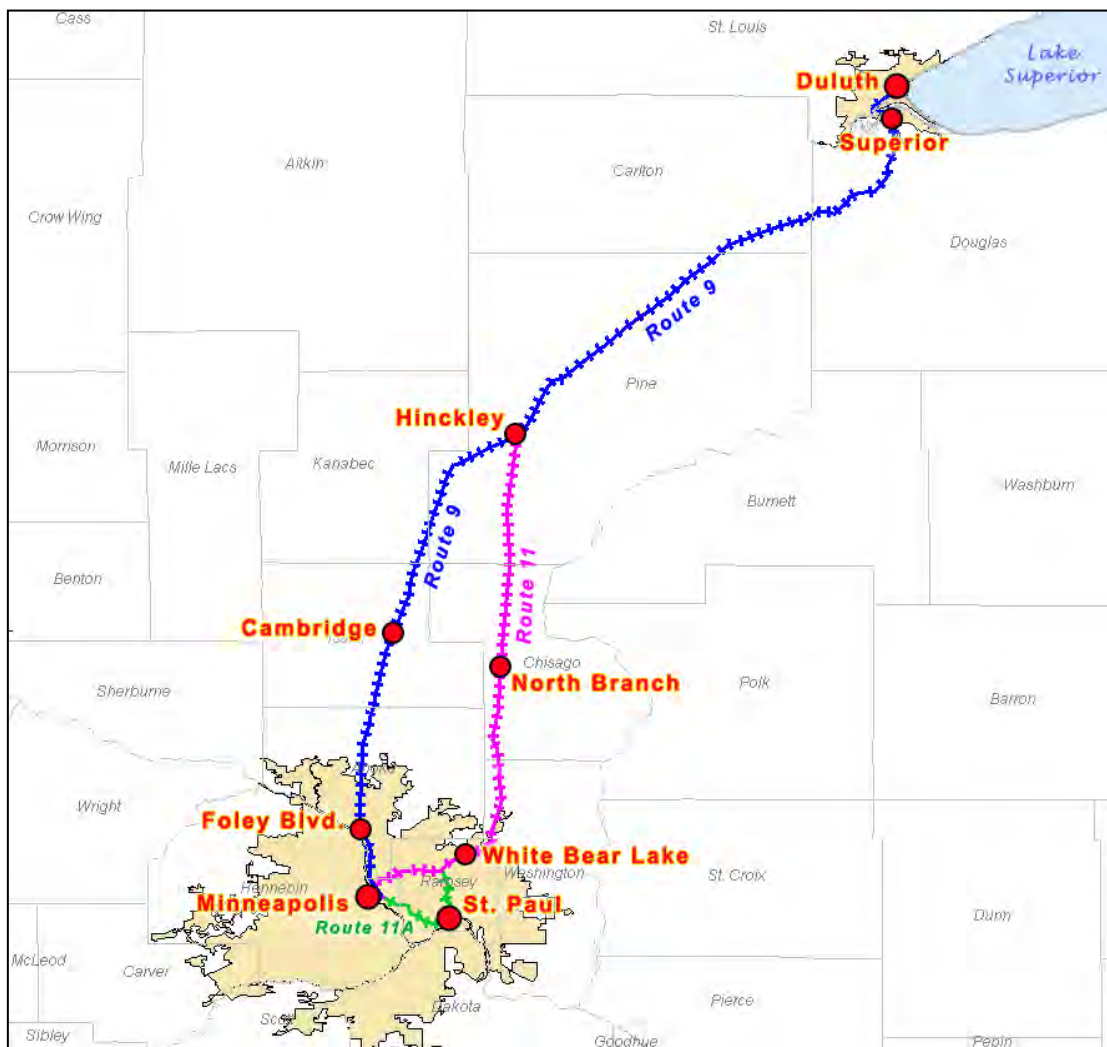 Cass
St. Louis
Lake
Superior
Duluth
Superior
Aitkin
Carlton
Crow Wing
Douglas
Route 9
Pine
Hinckley
Morrison
Mille Lacs
Kanabec
Washburn
Burnett
Route 9
Route 11
Benton
Cambridge
Chisago
North Branch
Polk
Sherburne
Barron
Wright
Foley Blvd.
White Bear Lake
Ramsey
Washington
Hennepin
St. Croix
Minneapolis
St. Paul
Route 11A
Dunn
McLeod
Carver
Scott
Dakota
Pierce
Sibley
Goodhue
Pepin